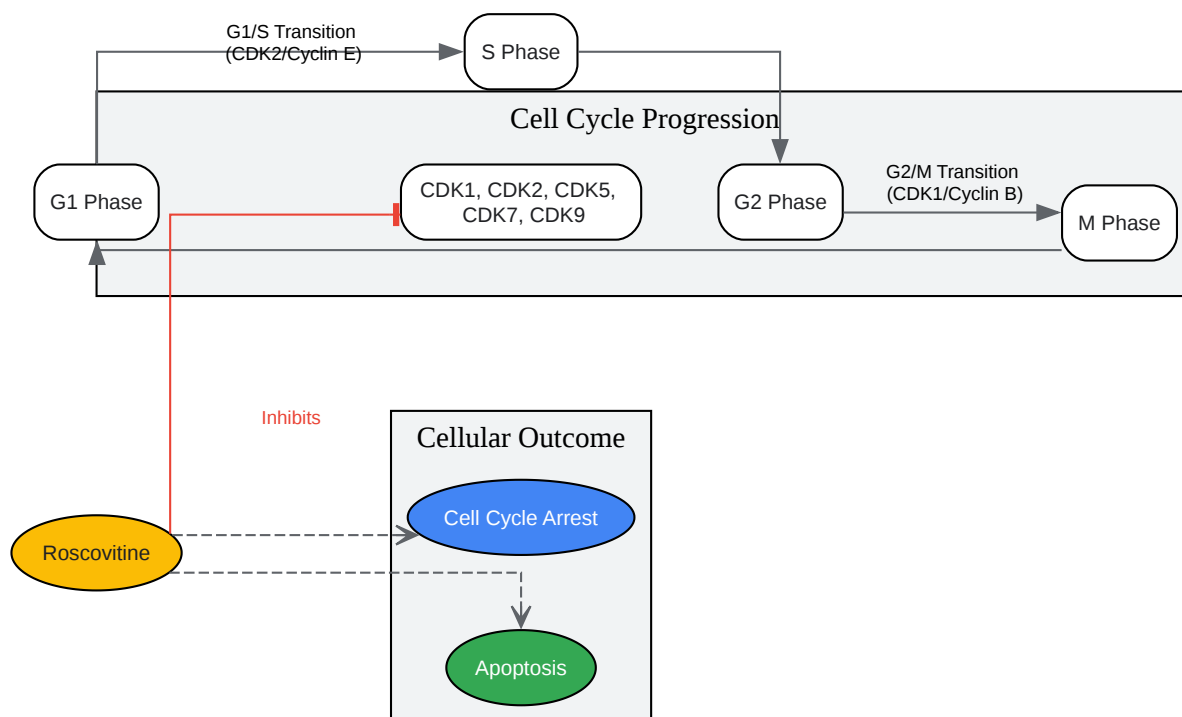 G1/S Transition
(CDK2/Cyclin E)
S Phase
Cell Cycle Progression
G1 Phase
CDK1, CDK2, CDK5,
CDK7, CDK9
G2 Phase
G2/M Transition
(CDK1/Cyclin B)
M Phase
Inhibits
Cellular Outcome
Cell Cycle Arrest
Roscovitine
Apoptosis